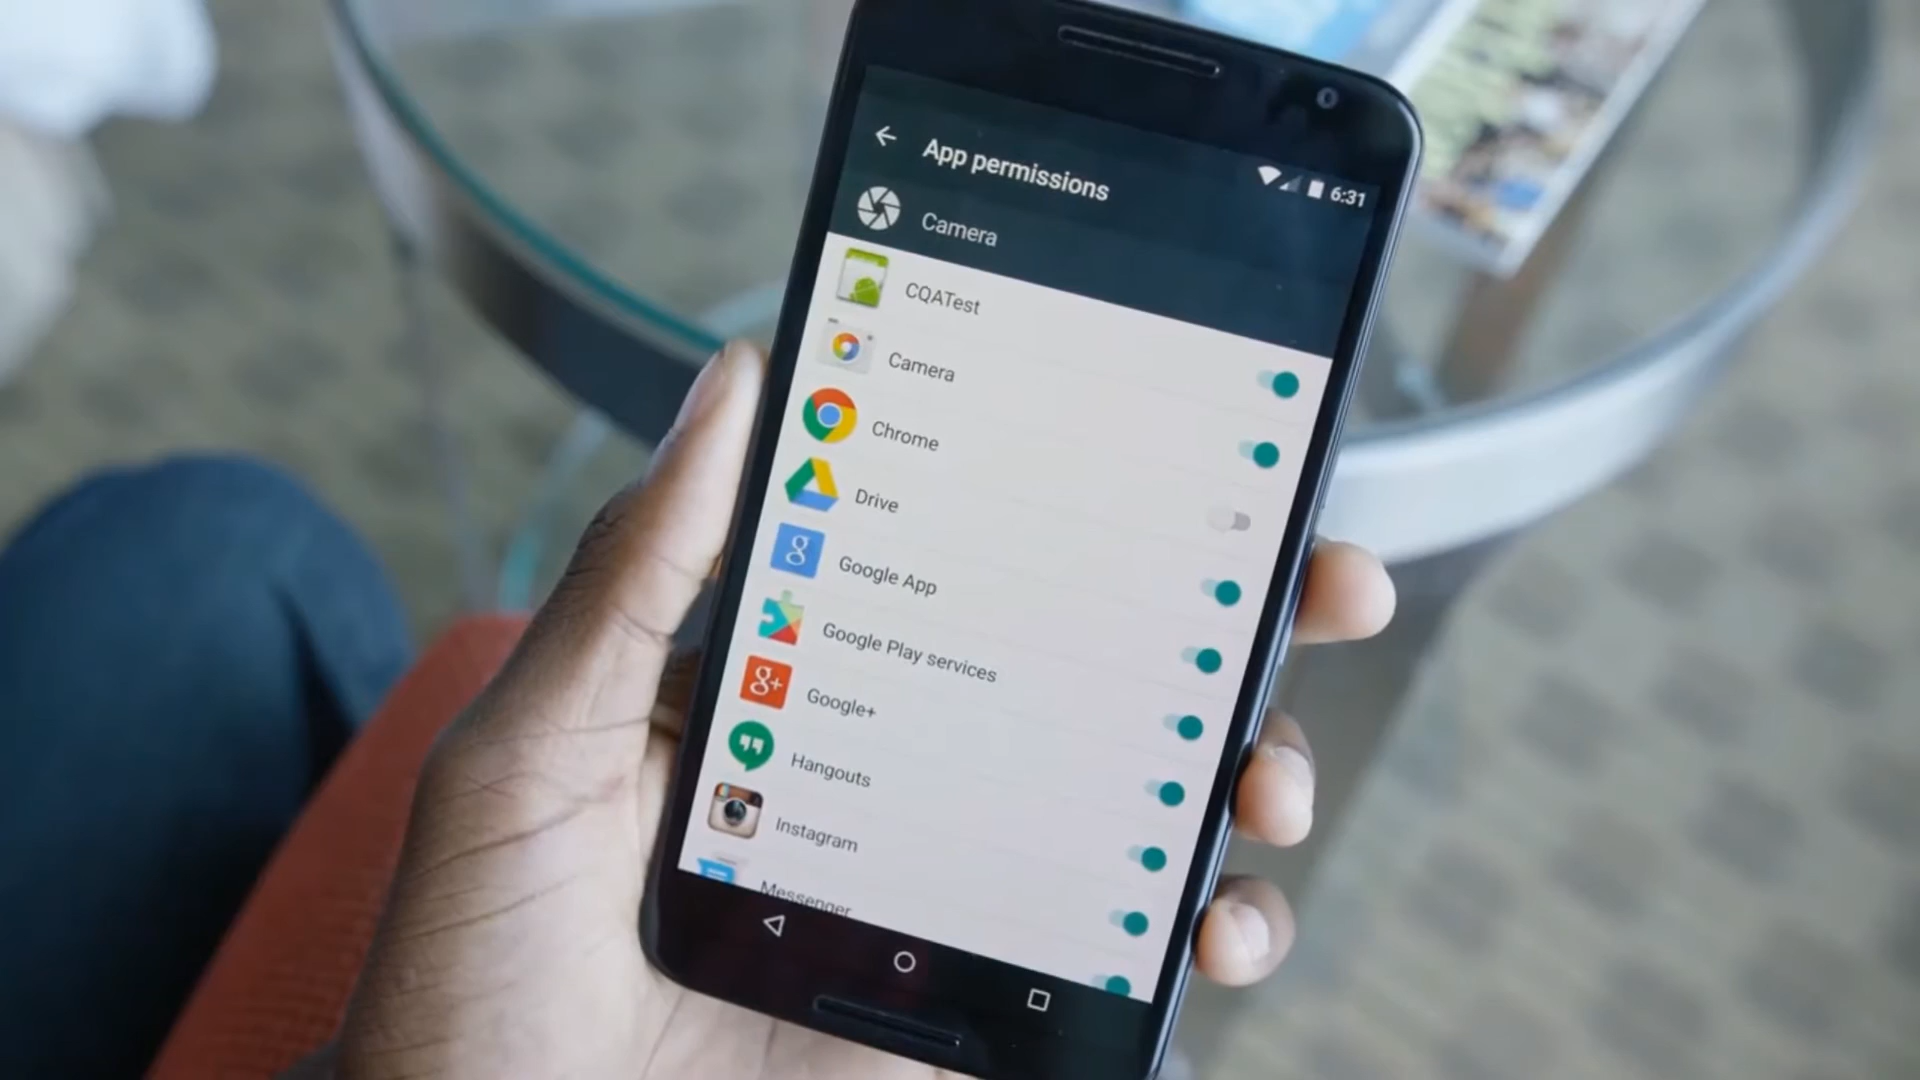 App permissions
6:31
Camera
CQATest
Camera
Chrome
Drive
Google App
Google Play services
Google+
Hangouts
Instagram
Messenger